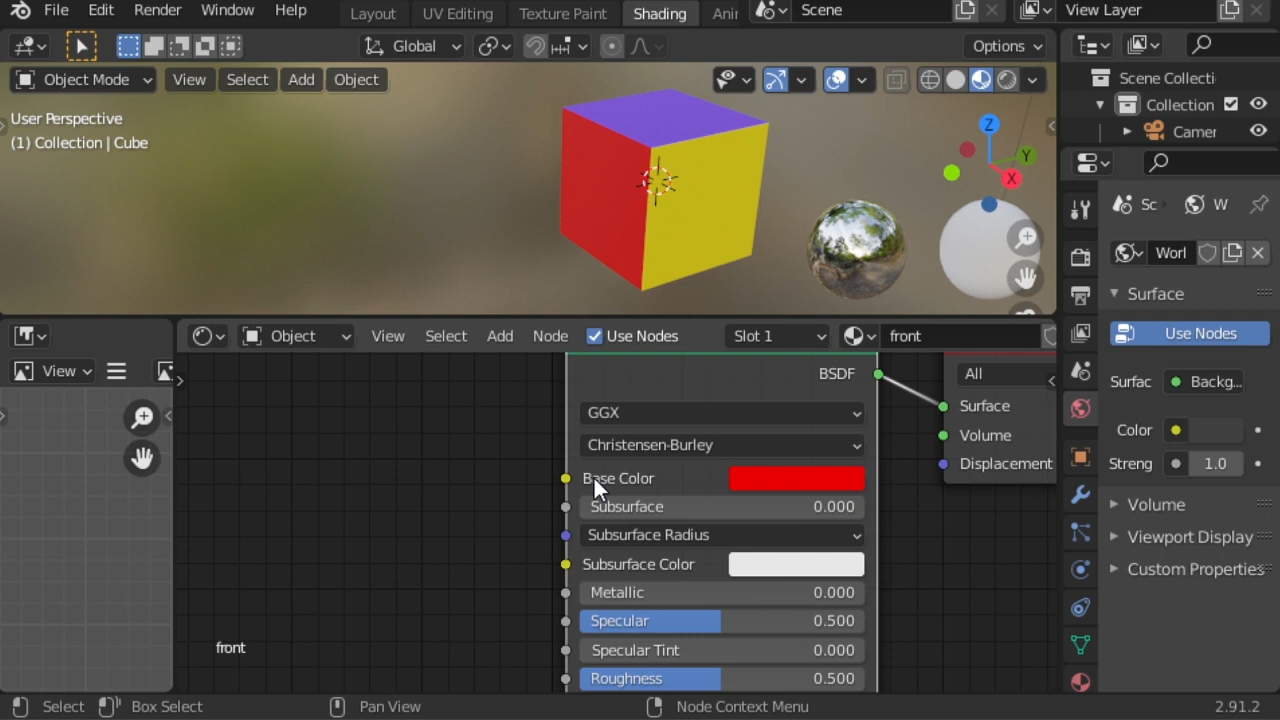 File Edit Render Window Help Layout UV Editing Texture Paint Shading Ani Scene View Layer
Global Options
Object Mode View Select Add Object
User Perspective
(1) Collection | Cube
Z
Y
X
Scene Collecti
Collection
Camer
Sc W
Worl
Surface
Use Nodes
Surfac Backg...
Color
Streng 1.0
Volume
Viewport Display
Custom Properties
View
Object View Select Add Node Use Nodes Slot 1 front
BSDF
GGX
Christensen-Burley
Base Color
Subsurface 0.000
Subsurface Radius
Subsurface Color
Metallic 0.000
Specular 0.500
Specular Tint 0.000
Roughness 0.500
All
Surface
Volume
Displacement
front
Select Box Select Pan View Node Context Menu 2.91.2